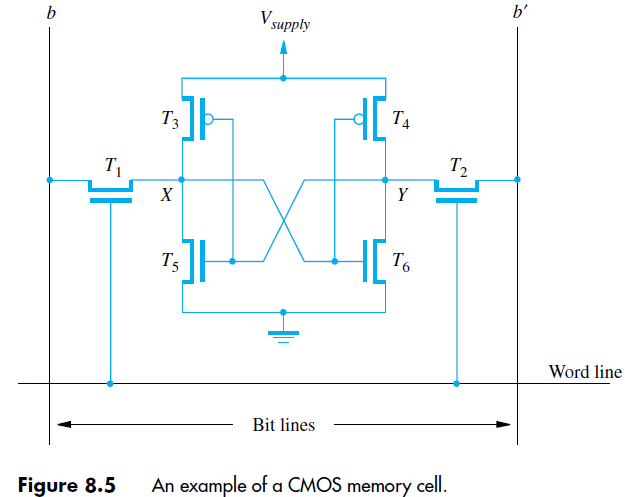 b
V supply
b′
T3
T4
T1
T2
X
Y
T5
T6
Word line
Bit lines
Figure 8.5 An example of a CMOS memory cell.